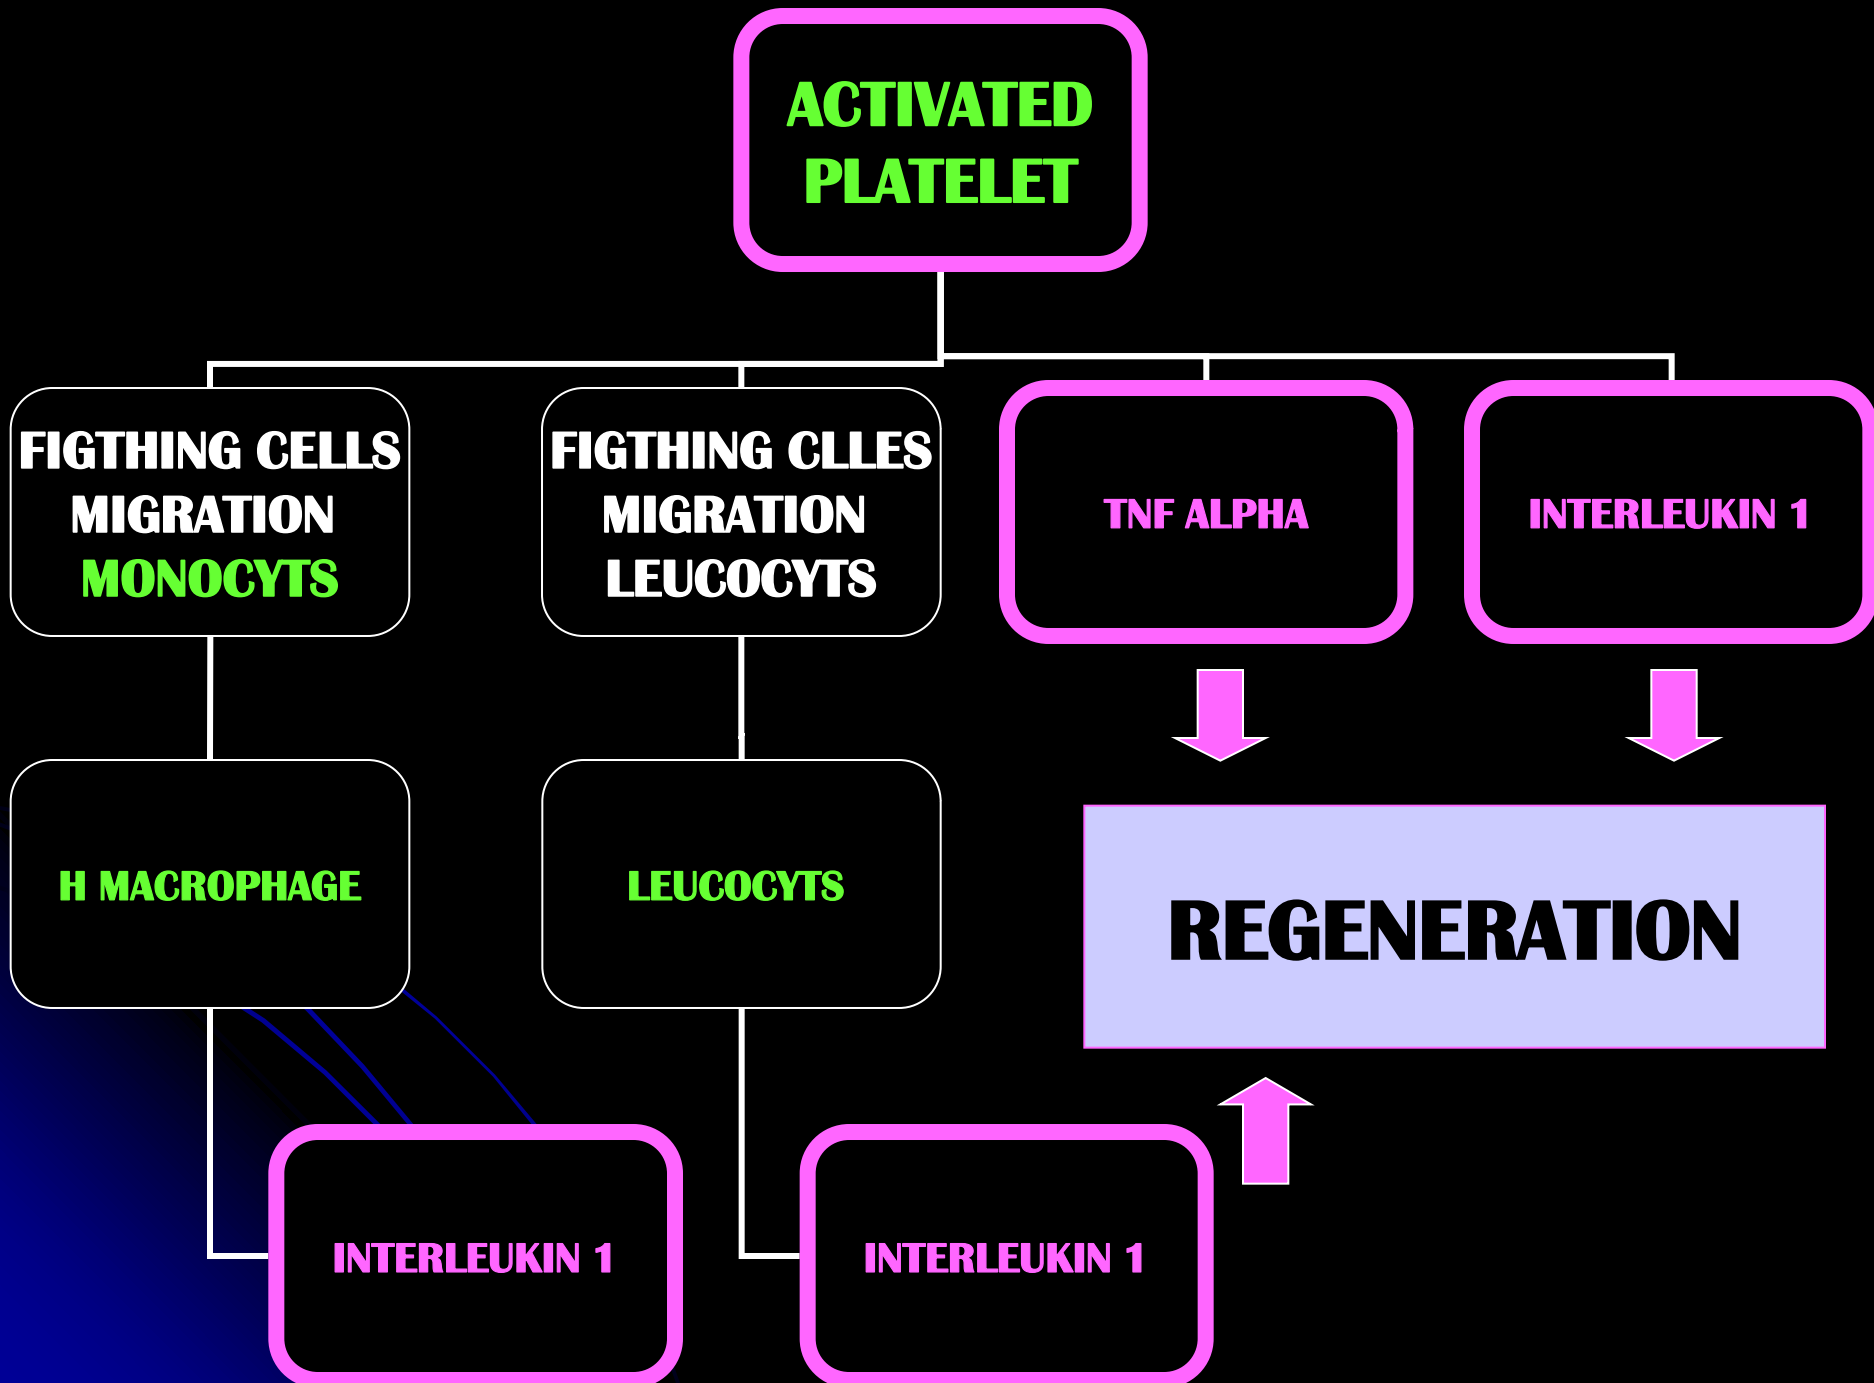 ACTIVATED
PLATELET
FIGTHING CELLS
MIGRATION
MONOCYTS
FIGTHING CLLES
MIGRATION
LEUCOCYTS
TNF ALPHA
INTERLEUKIN 1
H MACROPHAGE
LEUCOCYTS
REGENERATION
INTERLEUKIN 1
INTERLEUKIN 1